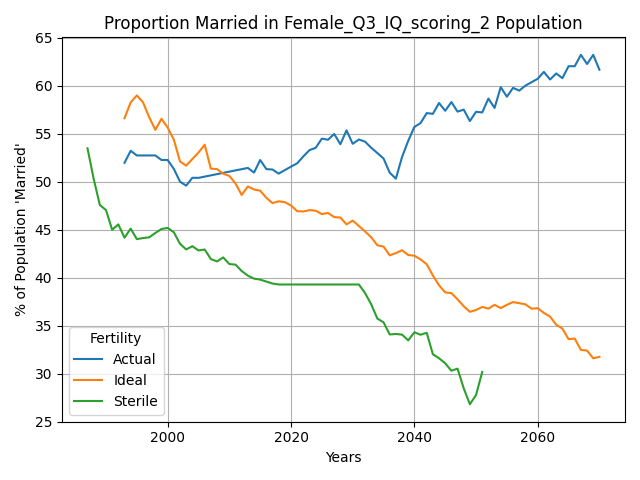 Proportion Married in Female_Q3_IQ_scoring_2 Population
% of Population 'Married'
65
60
55
50
45
40
35
30
25
Fertility
Actual
Ideal
Sterile
2000 2020 2040 2060
Years